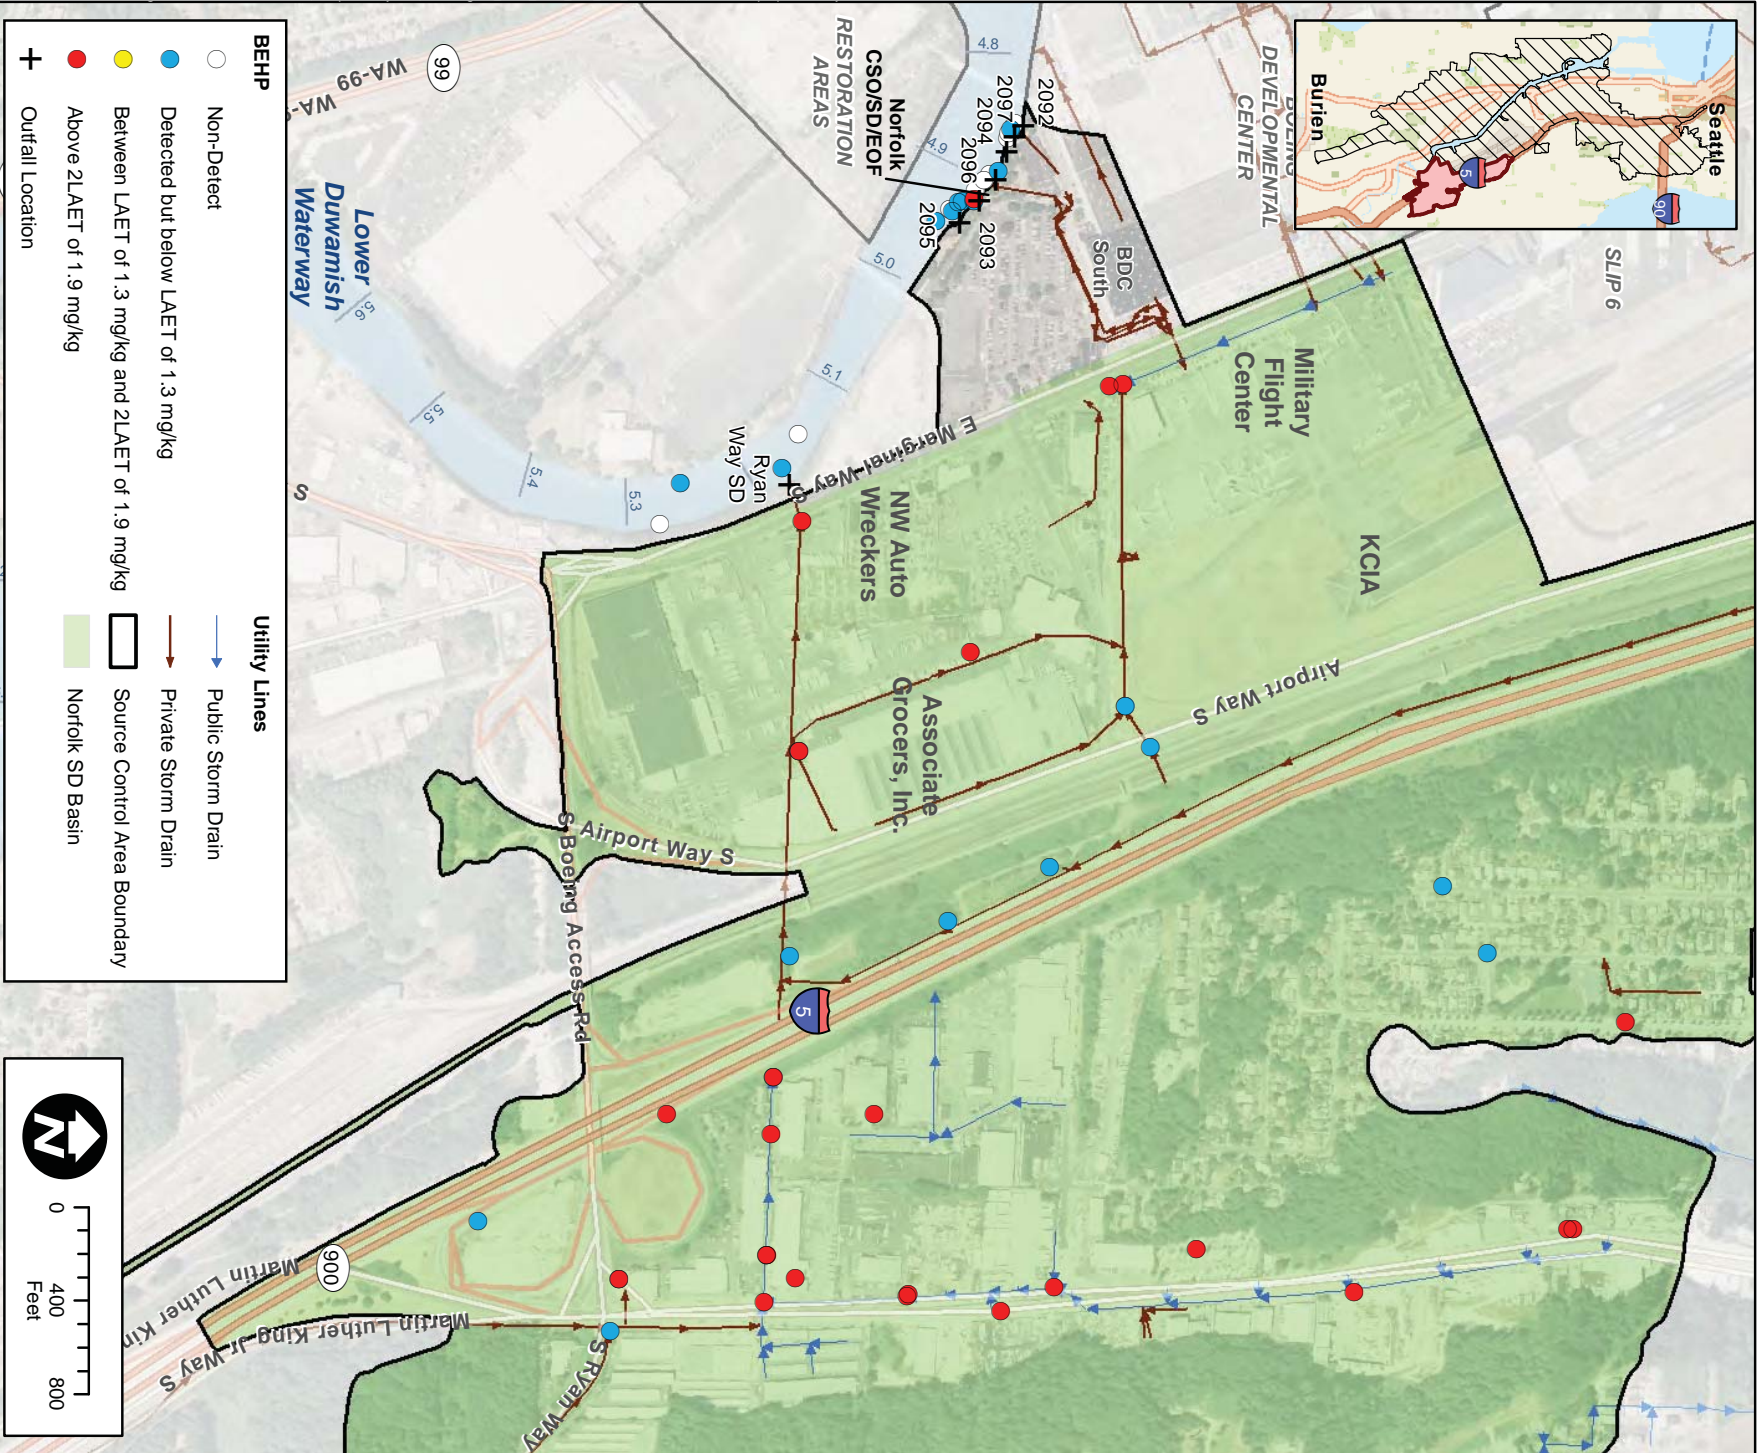 Seattle
Burien
5
90
SLIP 6
DEVELOPMENTAL
CENTER
4.8
2092
2097
2094
2096
4.9
Norfolk
CSO/SD/EOF
RESTORATION
AREAS
2093
2095
5.0
BDC
South
Military
Flight
Center
KCIA
5.1
E Marginal Way S
Airport Way S
NW Auto
Wreckers
Ryan
Way SD
Associate
Grocers, Inc.
5.3
5.4
5.5
5.6
Lower
Duwamish
Waterway
99
WA-99
S
S Airport Way S
S Boeing Access Rd
5
900
Martin Luther King Jr Way S
S Ryan Way
BEHP
Non-Detect
Detected but below LAET of 1.3 mg/kg
Between LAET of 1.3 mg/kg and 2LAET of 1.9 mg/kg
Above 2LAET of 1.9 mg/kg
Outfall Location
Utility Lines
Public Storm Drain
Private Storm Drain
Source Control Area Boundary
Norfolk SD Basin
N
0 400 800
Feet